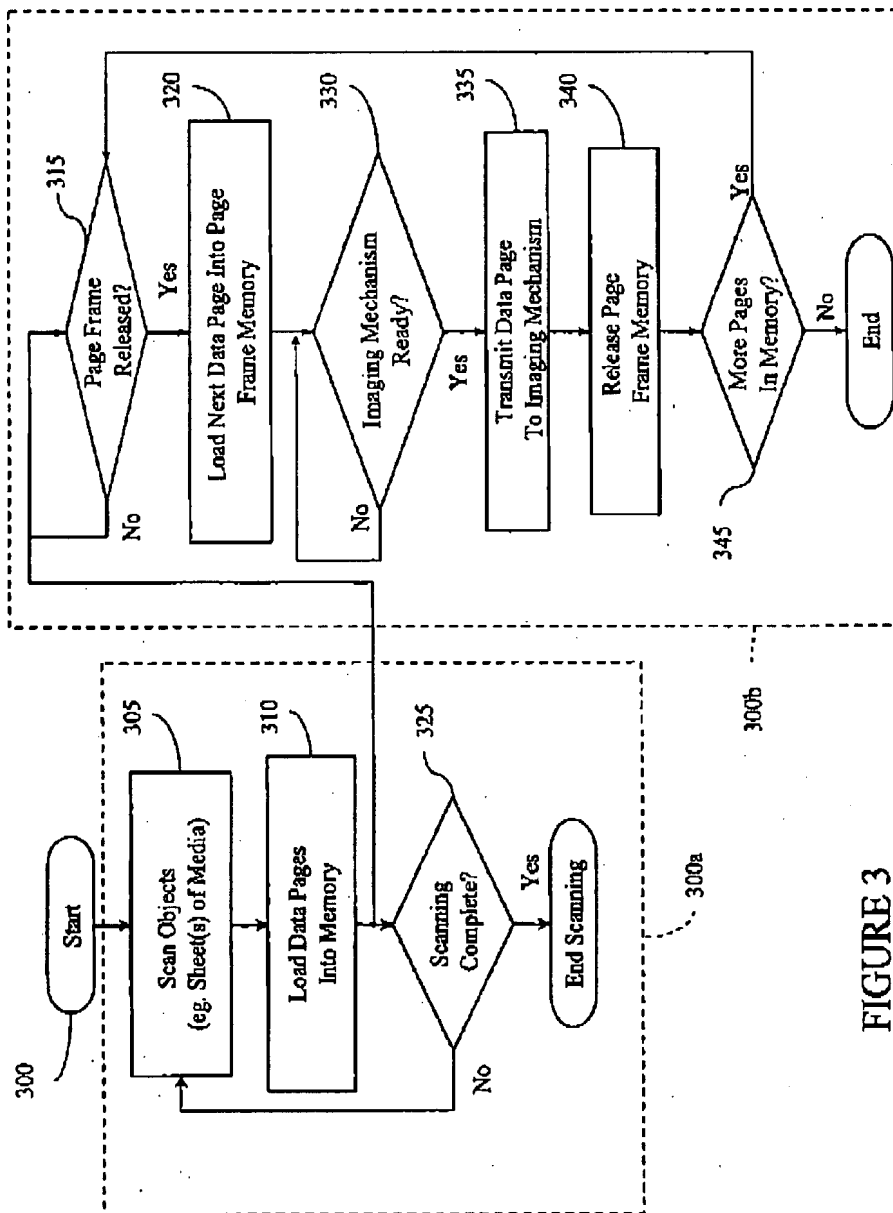 300
Start
Scan Objects
(eg. Sheet(s) of Media)
305
Load Data Pages
Into Memory
310
Scanning
Complete?
325
No
Yes
End Scanning
300a
Page Frame
Released?
315
No
Yes
Load Next Data Page Into Page
Frame Memory
320
Imaging Mechanism
Ready?
330
No
Yes
Transmit Data Page
To Imaging Mechanism
335
Release Page
Frame Memory
340
More Pages
In Memory?
345
Yes
No
End
300b
FIGURE 3